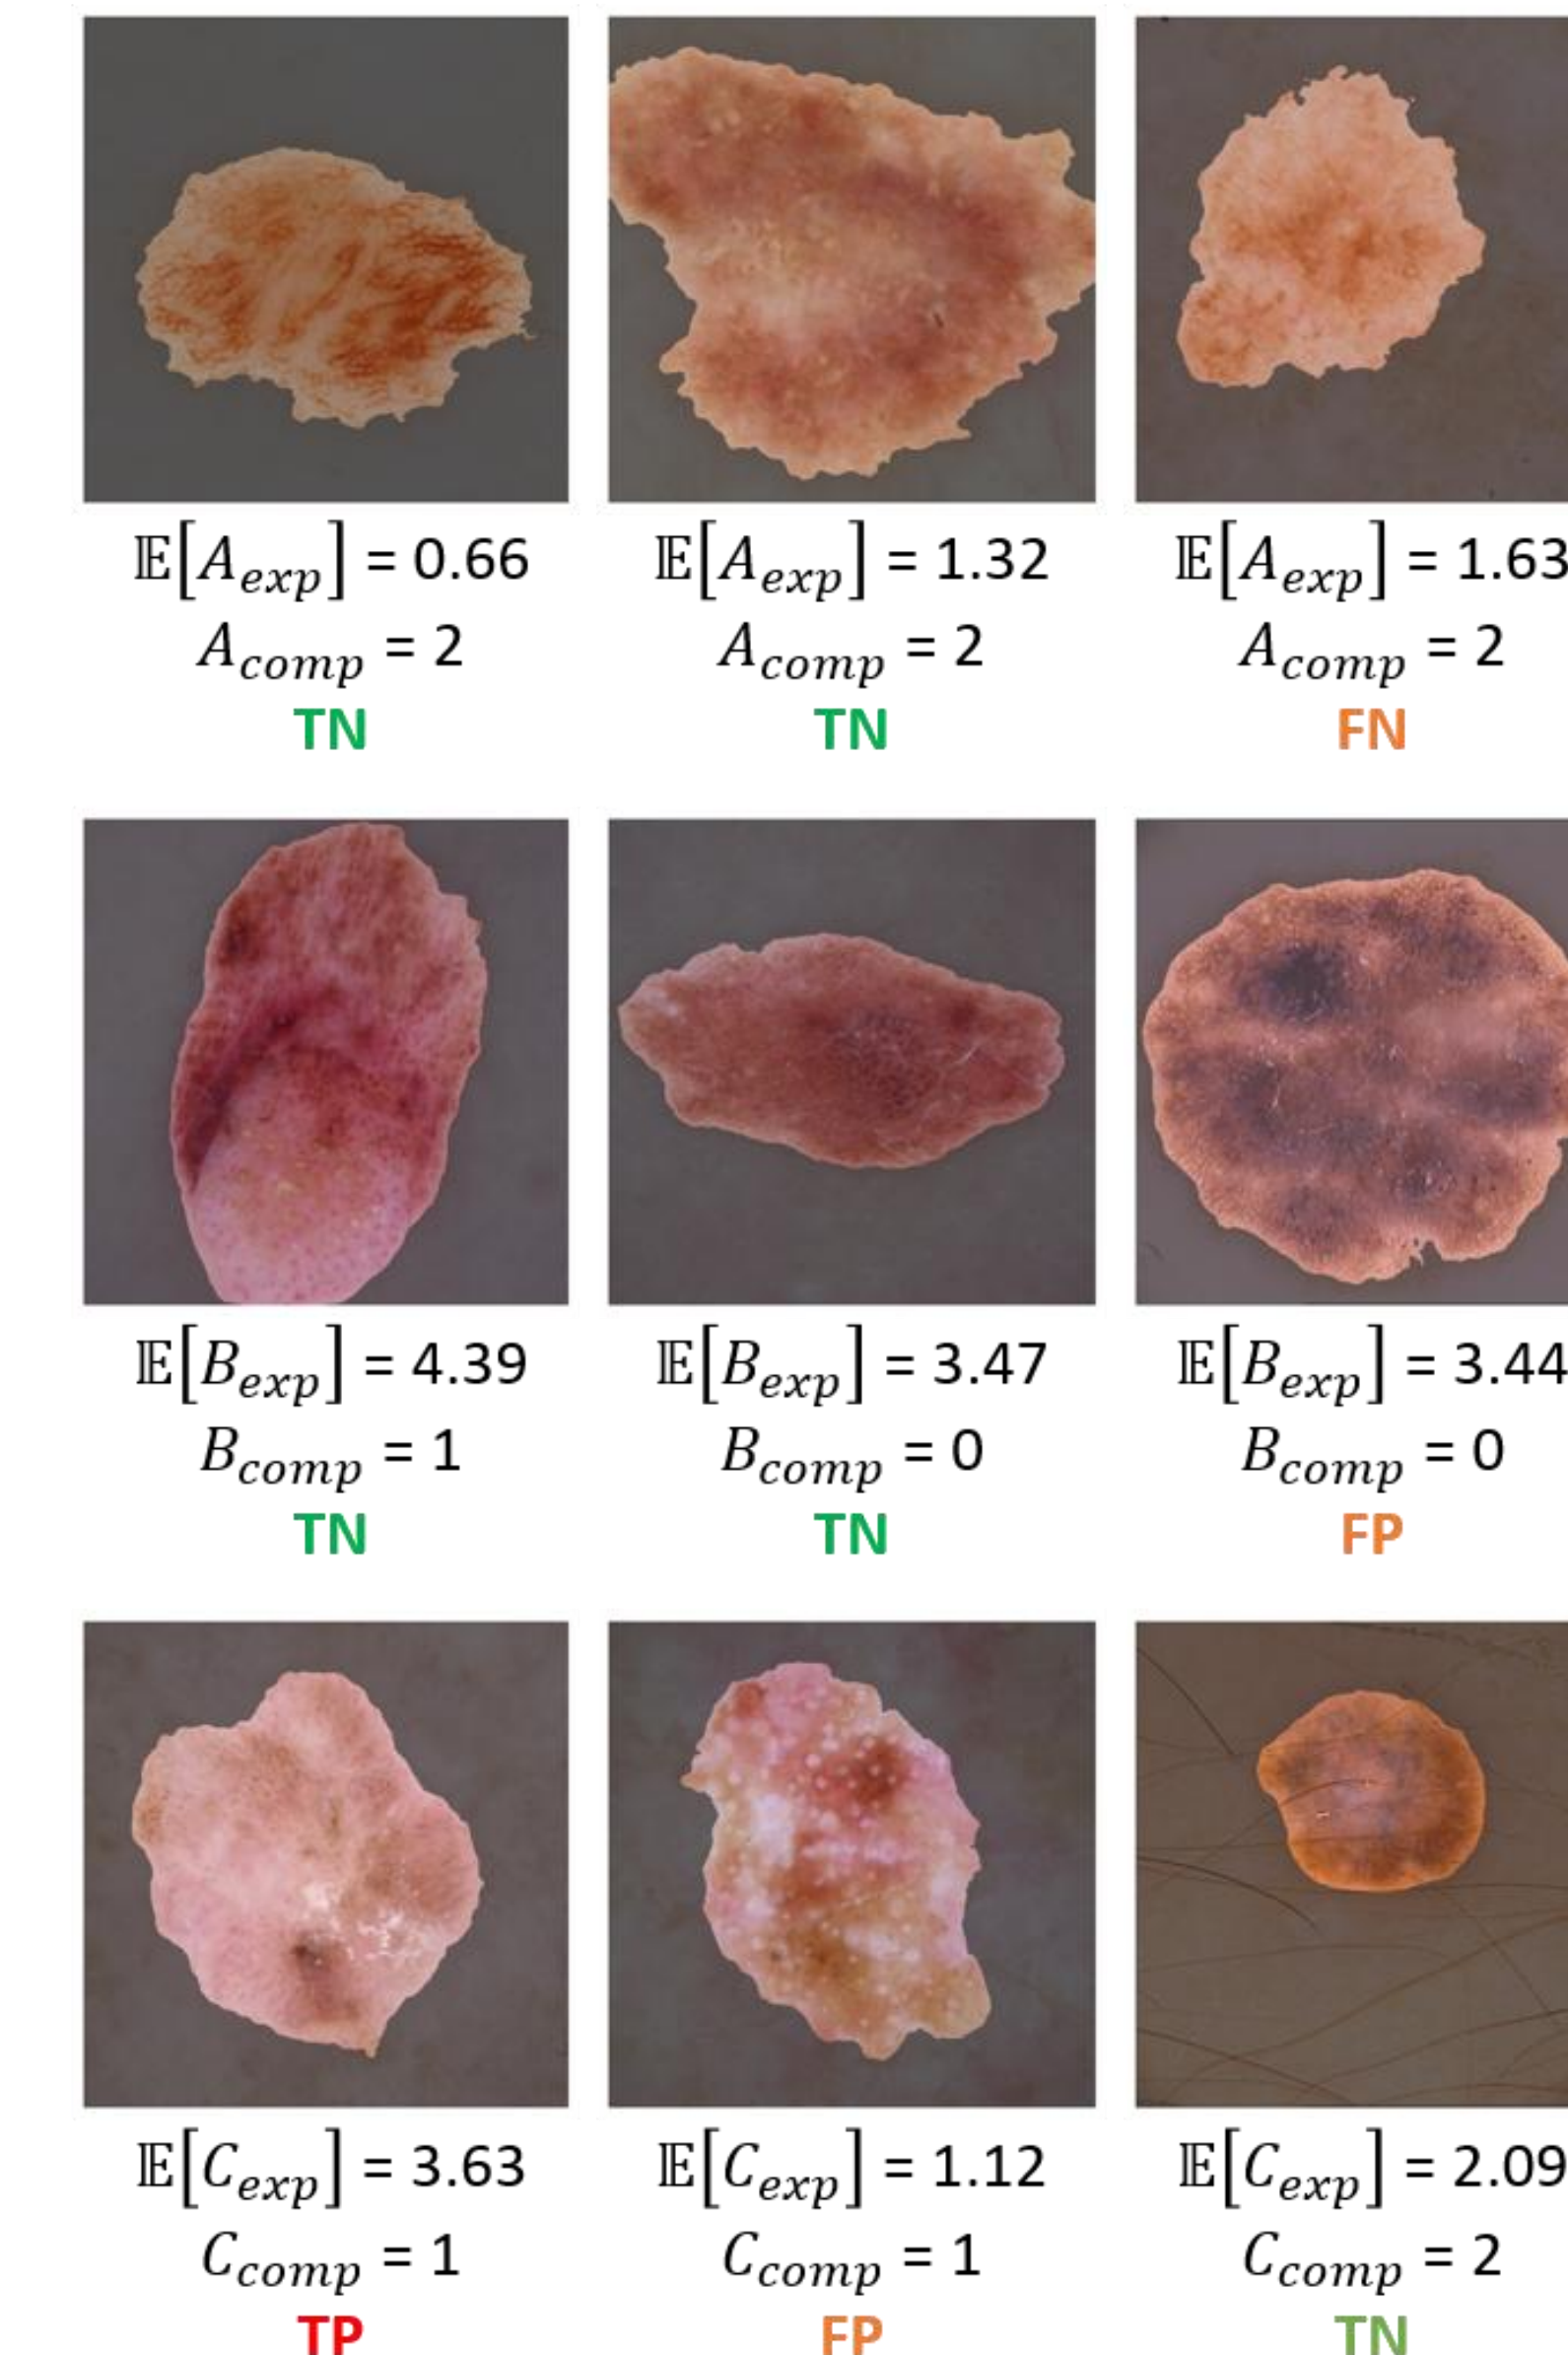 𝔼[A_exp] = 0.66 𝔼[A_exp] = 1.32 𝔼[A_exp] = 1.63
A_comp = 2 A_comp = 2 A_comp = 2
TN TN FN
𝔼[B_exp] = 4.39 𝔼[B_exp] = 3.47 𝔼[B_exp] = 3.44
B_comp = 1 B_comp = 0 B_comp = 0
TN TN FP
𝔼[C_exp] = 3.63 𝔼[C_exp] = 1.12 𝔼[C_exp] = 2.09
C_comp = 1 C_comp = 1 C_comp = 2
TP FP TN